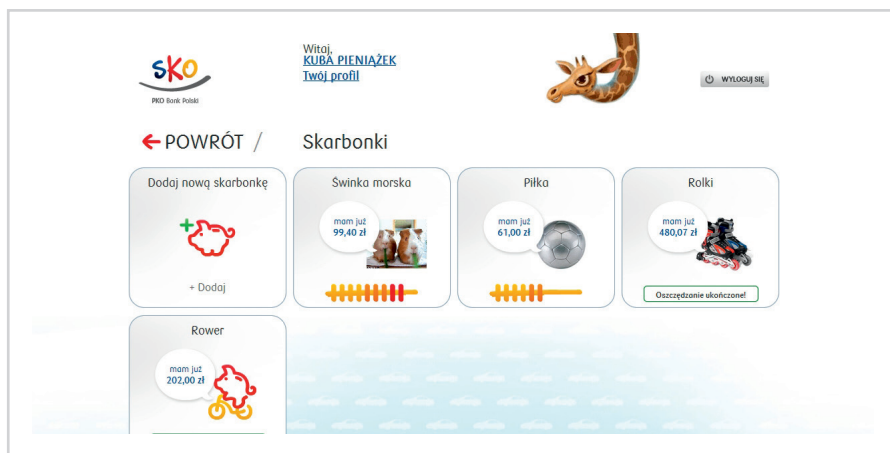 sko
PKO Bank Polski
Witaj,
KUBA PIENIĄŻEK
Twój profil
WYLOGUJ SIĘ
POWRÓT /
Skarbonki
Dodaj nową skarbonkę
+ Dodaj
Świnka morska
mam już
99,40 zł
Piłka
mam już
61,00 zł
Rolki
mam już
480,07 zł
Oszczędzanie ukończone!
Rower
mam już
202,00 zł